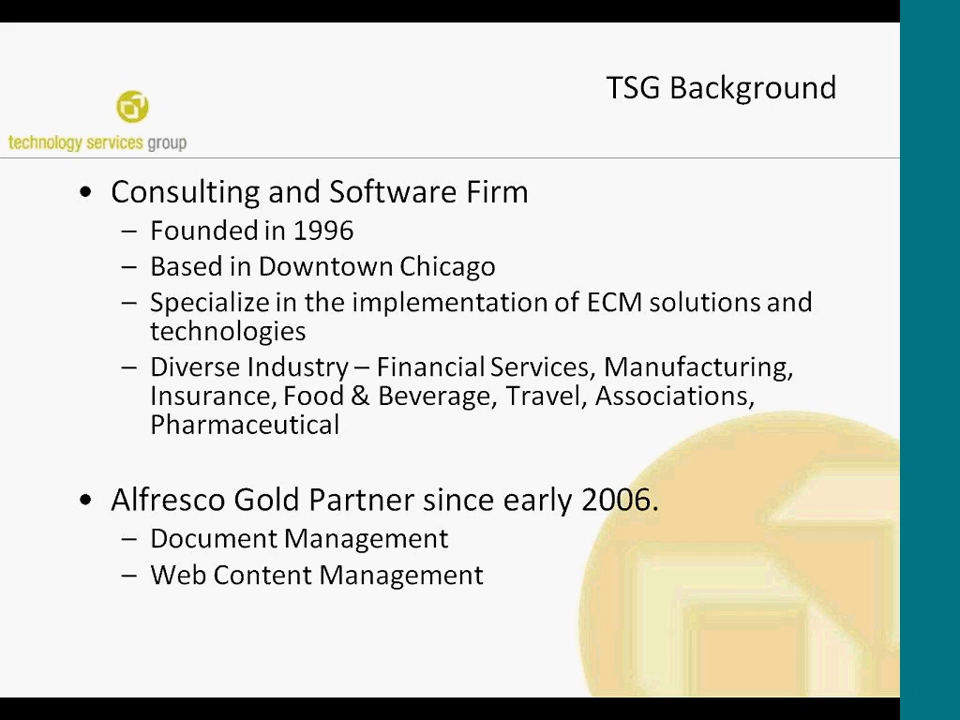 TSG Background
technology services group
• Consulting and Software Firm
– Founded in 1996
– Based in Downtown Chicago
– Specialize in the implementation of ECM solutions and
technologies
– Diverse Industry – Financial Services, Manufacturing,
Insurance, Food & Beverage, Travel, Associations,
Pharmaceutical
• Alfresco Gold Partner since early 2006.
– Document Management
– Web Content Management